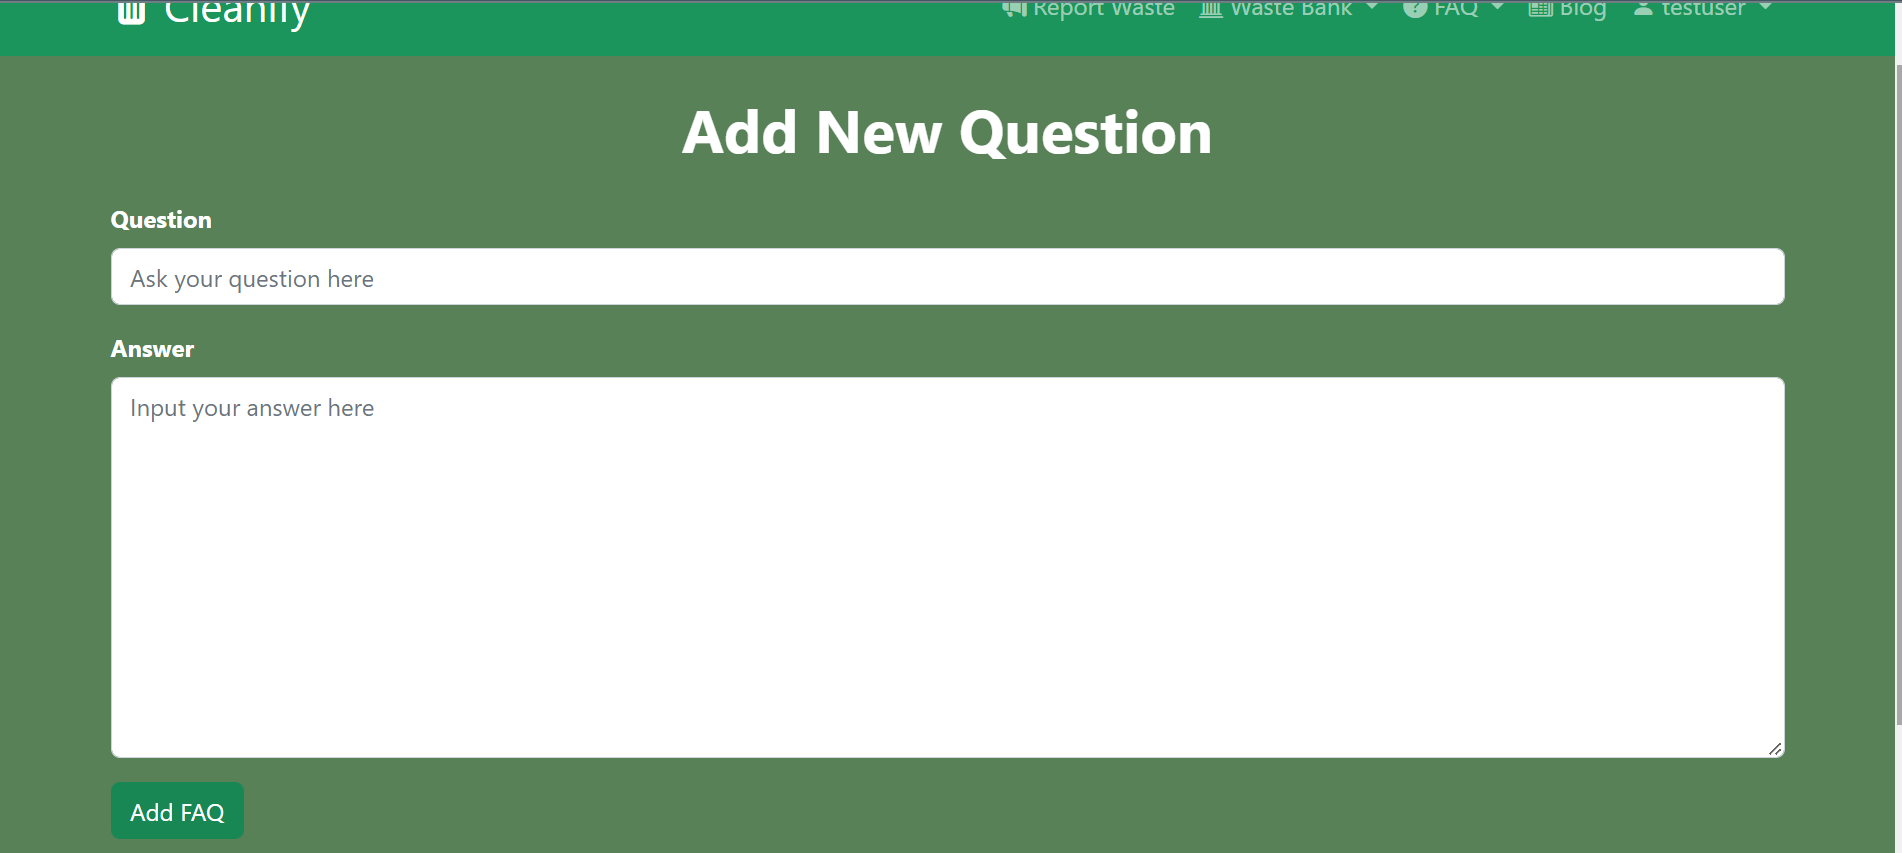 Cleanify
Report Waste Waste Bank FAQ Blog testuser
Add New Question
Question
Ask your question here
Answer
Input your answer here
Add FAQ